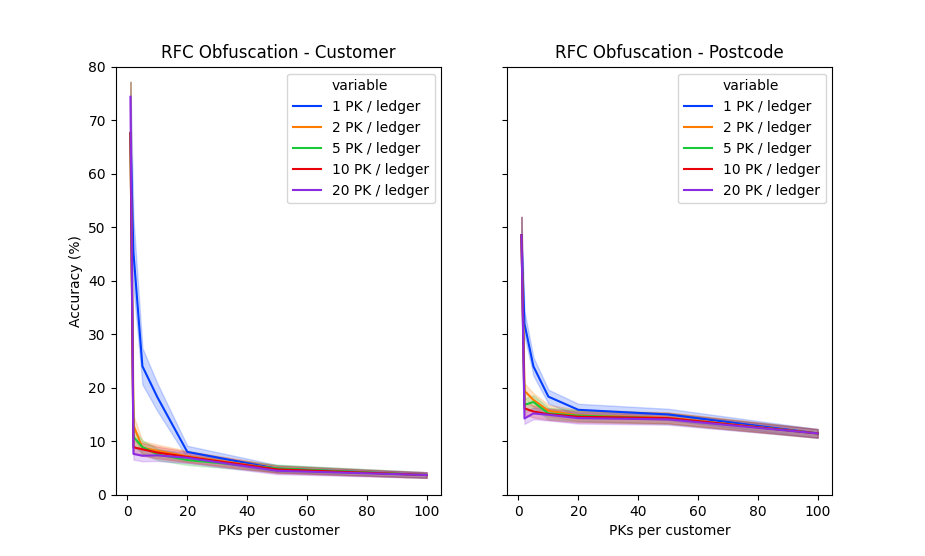 RFC Obfuscation - Customer
80
70
60
50
40
30
20
10
0
Accuracy (%)
variable
1 PK / ledger
2 PK / ledger
5 PK / ledger
10 PK / ledger
20 PK / ledger
0 20 40 60 80 100
PKs per customer
RFC Obfuscation - Postcode
variable
1 PK / ledger
2 PK / ledger
5 PK / ledger
10 PK / ledger
20 PK / ledger
0 20 40 60 80 100
PKs per customer